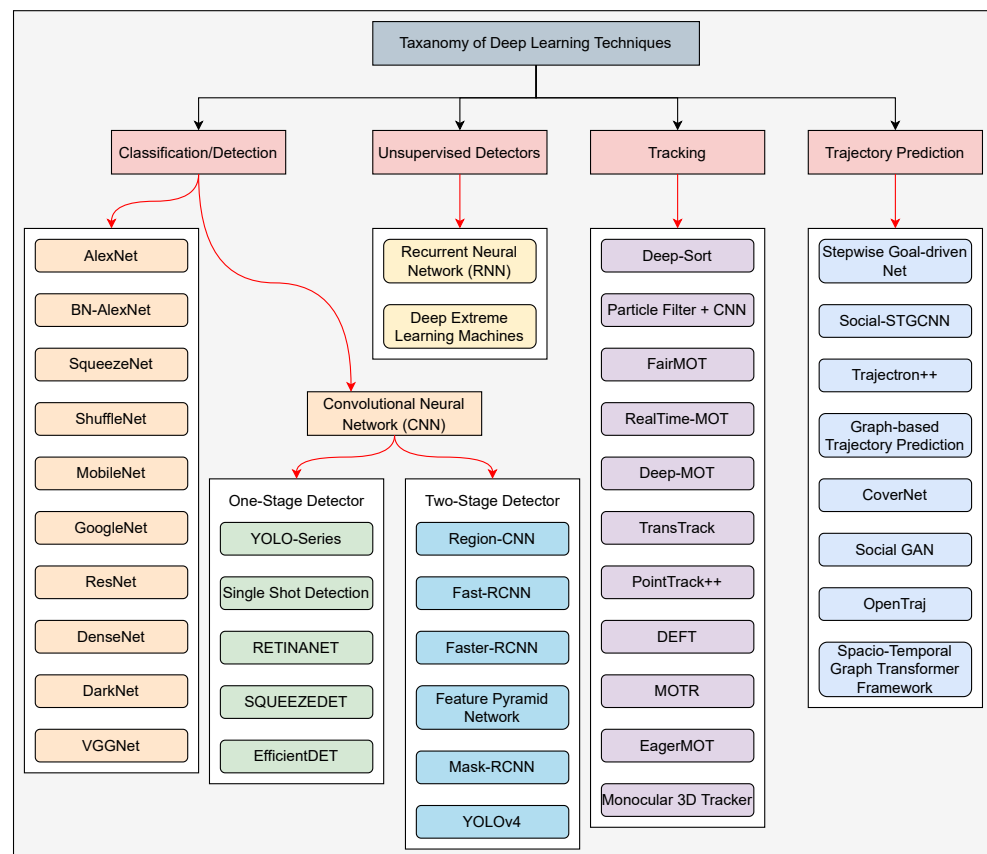 Taxanomy of Deep Learning Techniques
Classification/Detection
Unsupervised Detectors
Tracking
Trajectory Prediction
AlexNet
BN-AlexNet
SqueezeNet
ShuffleNet
MobileNet
GoogleNet
ResNet
DenseNet
DarkNet
VGGNet
Convolutional Neural
Network (CNN)
One-Stage Detector
YOLO-Series
Single Shot Detection
RETINANET
SQUEEZEDET
EfficientDET
Two-Stage Detector
Region-CNN
Fast-RCNN
Faster-RCNN
Feature Pyramid
Network
Mask-RCNN
YOLOv4
Recurrent Neural
Network (RNN)
Deep Extreme
Learning Machines
Deep-Sort
Particle Filter + CNN
FairMOT
RealTime-MOT
Deep-MOT
TransTrack
PointTrack++
DEFT
MOTR
EagerMOT
Monocular 3D Tracker
Stepwise Goal-driven
Net
Social-STGCNN
Trajectron++
Graph-based
Trajectory Prediction
CoverNet
Social GAN
OpenTraj
Spacio-Temporal
Graph Transformer
Framework